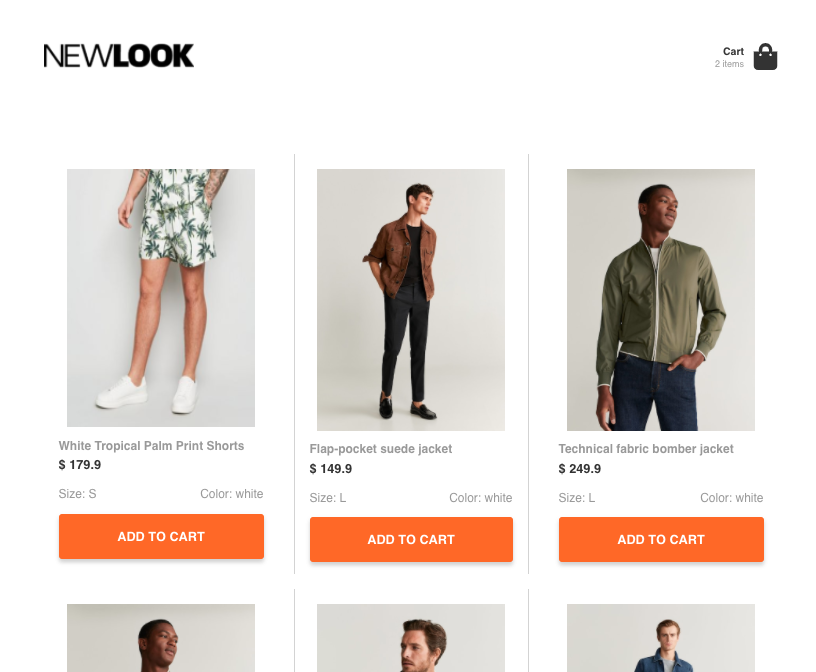 NEWLOOK
Cart
2 items
White Tropical Palm Print Shorts
$ 179.9
Size: S
Color: white
ADD TO CART
Flap-pocket suede jacket
$ 149.9
Size: L
Color: white
ADD TO CART
Technical fabric bomber jacket
$ 249.9
Size: L
Color: white
ADD TO CART